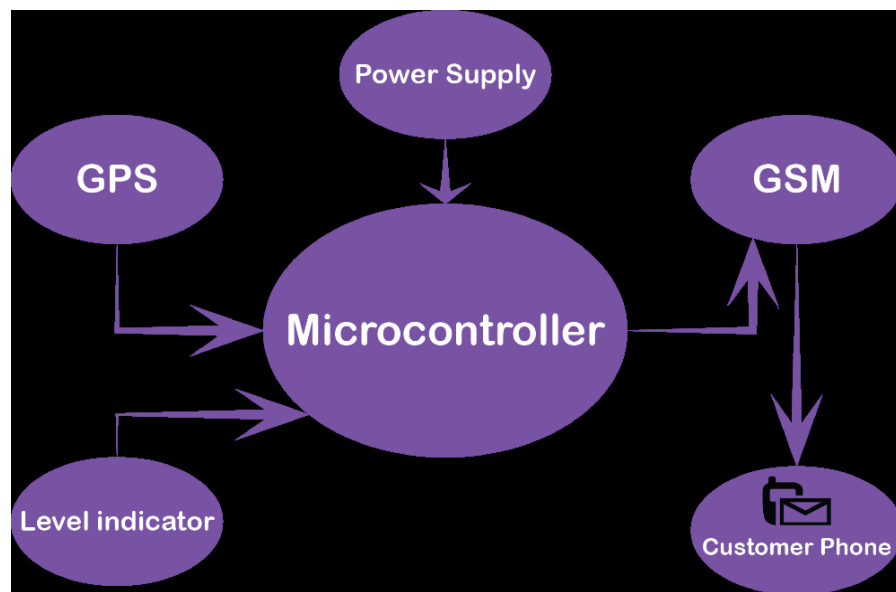 Power Supply
GPS
GSM
Microcontroller
Level indicator
Customer Phone